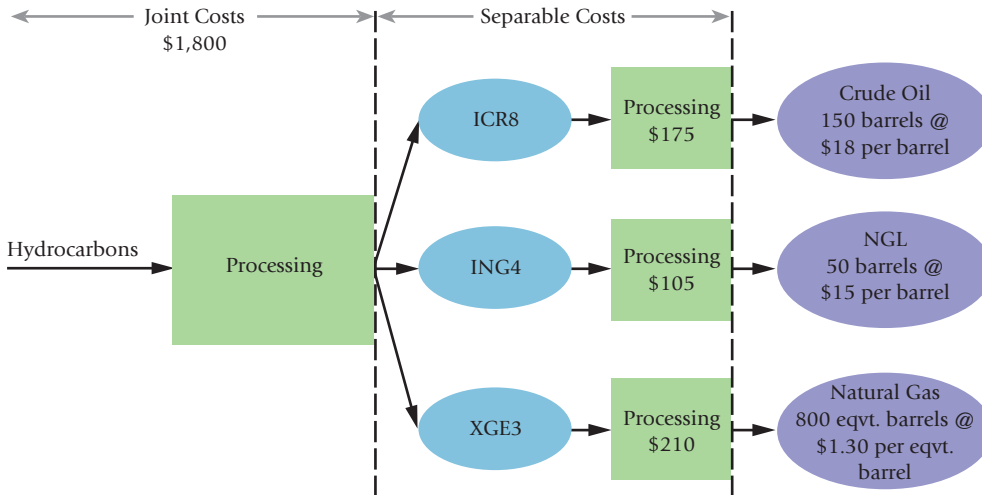 Joint Costs
$1,800
Separable Costs
Hydrocarbons
Processing
ICR8
Processing
$175
Crude Oil
150 barrels @
$18 per barrel
ING4
Processing
$105
NGL
50 barrels @
$15 per barrel
XGE3
Processing
$210
Natural Gas
800 eqvt. barrels @
$1.30 per eqvt.
barrel